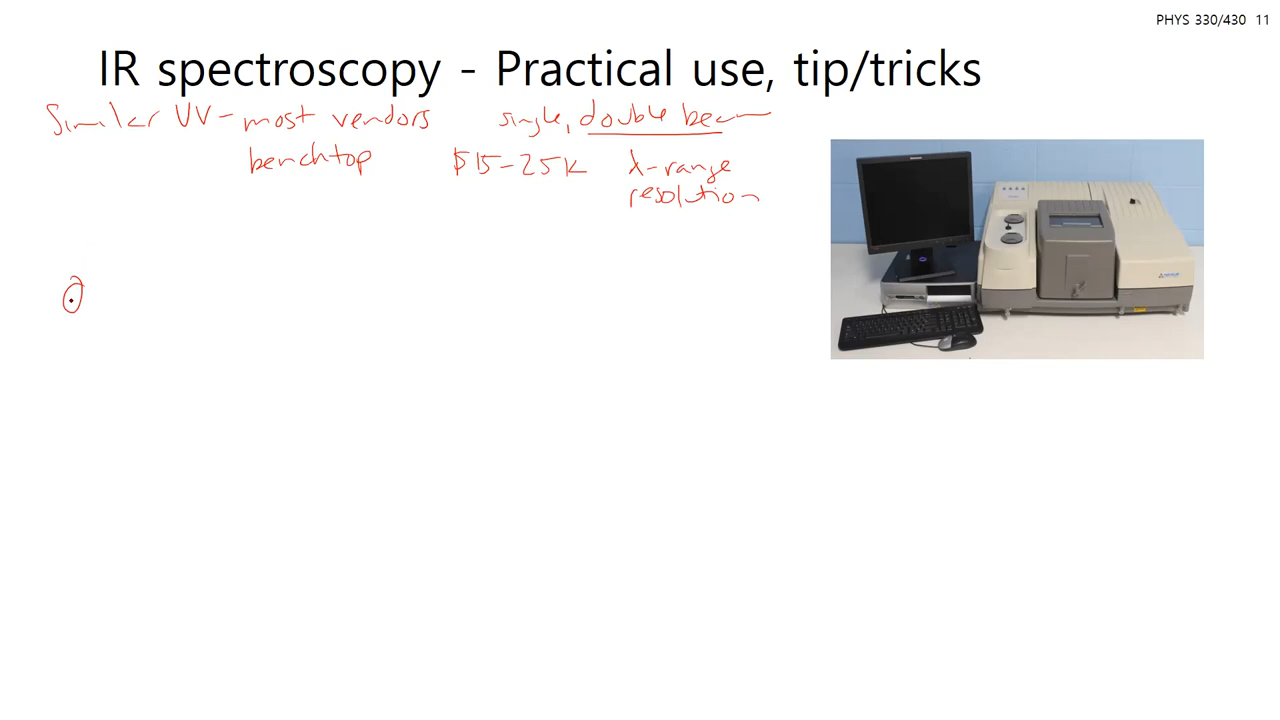 PHYS 330/430 11
IR spectroscopy - Practical use, tip/tricks
Similar UV - most vendors single, double beam
benchtop $15-25K λ-range
resolution